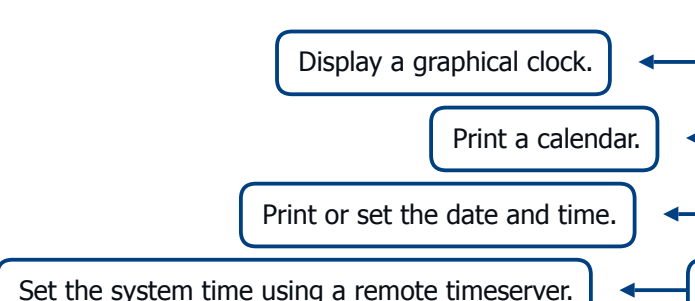 Display a graphical clock.
Print a calendar.
Print or set the date and time.
Set the system time using a remote timeserver.